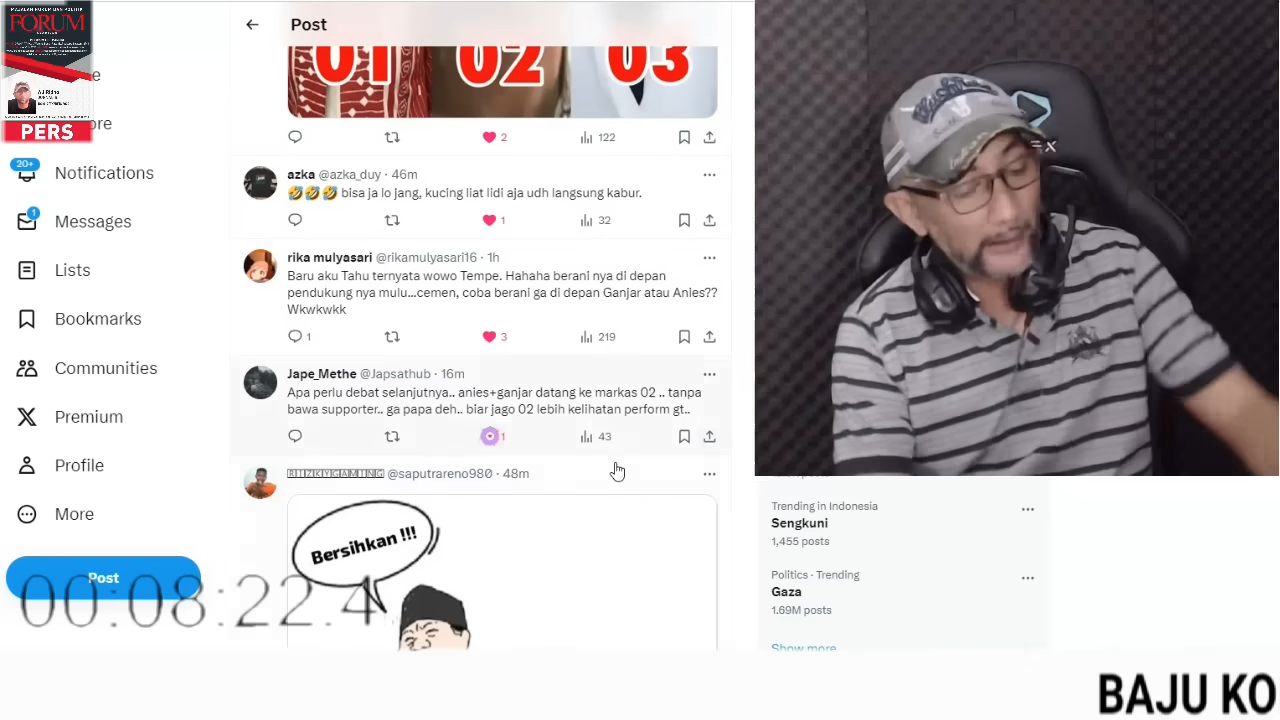 FORUM
PERS
Notifications
Messages
Lists
Bookmarks
Communities
Premium
Profile
More
Post
20+
1
00:08:22.4
Post
01 02 03
2 122
azka @azka_duy · 46m
🤣🤣🤣 bisa ja lo jang, kucing liat lidi aja udh langsung kabur.
1 32
rika mulyasari @rikamulyasari16 · 1h
Baru aku Tahu ternyata wowo Tempe. Hahaha berani nya di depan
pendukung nya mulu...cemen, coba berani ga di depan Ganjar atau Anies??
Wkwkwkk
1 3 219
Jape_Methe @Japsathub · 16m
Apa perlu debat selanjutnya.. anies+ganjar datang ke markas 02 .. tanpa
bawa supporter.. ga papa deh.. biar jago 02 lebih kelihatan perform gt..
1 43
@saputrareno980 · 48m
Bersihkan !!!
Trending in Indonesia
Sengkuni
1,455 posts
Politics · Trending
Gaza
1.69M posts
Show more
BAJU KO